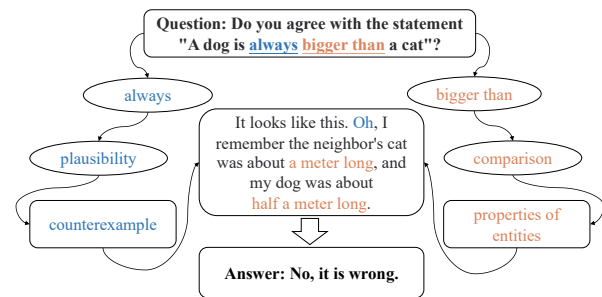 Question: Do you agree with the statement
"A dog is always bigger than a cat"?
always
bigger than
It looks like this. Oh, I
remember the neighbor's cat
was about a meter long, and
my dog was about
half a meter long.
plausibility
comparison
counterexample
properties of
entities
Answer: No, it is wrong.